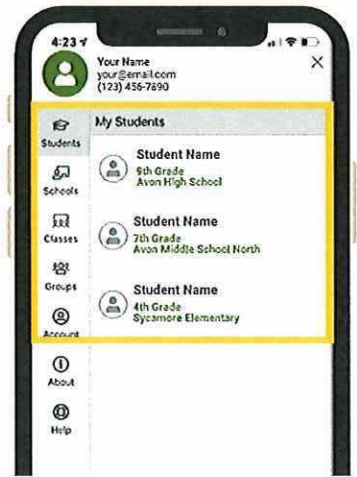 4:23
Your Name
your@email.com
(123) 456-7890
Students
My Students
Student Name
9th Grade
Avon High School
Schools
Student Name
7th Grade
Avon Middle School North
Classes
Groups
Student Name
4th Grade
Sycamore Elementary
Account
About
Help